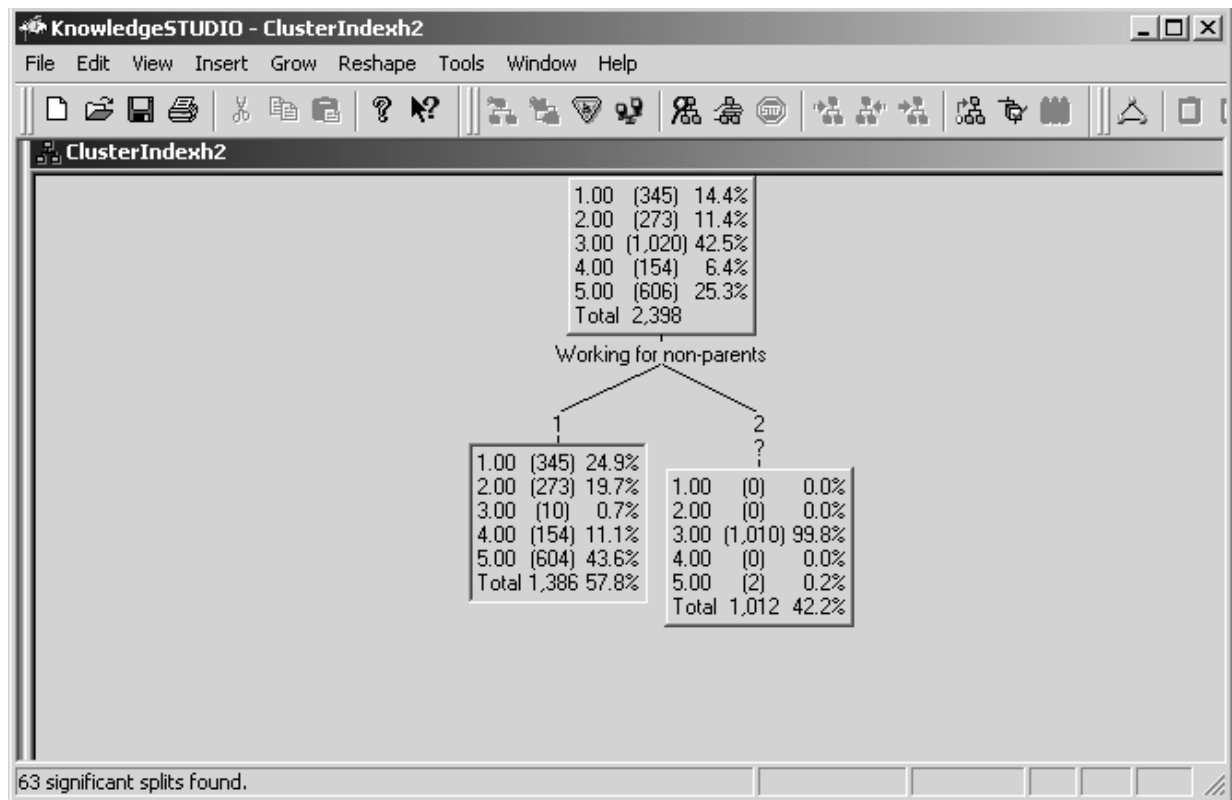 KnowledgeSTUDIO - ClusterIndexh2
File Edit View Insert Grow Reshape Tools Window Help
ClusterIndexh2
1.00 (345) 14.4%
2.00 (273) 11.4%
3.00 (1,020) 42.5%
4.00 (154) 6.4%
5.00 (606) 25.3%
Total 2,398
Working for non-parents
1
1.00 (345) 24.9%
2.00 (273) 19.7%
3.00 (10) 0.7%
4.00 (154) 11.1%
5.00 (604) 43.6%
Total 1,386 57.8%
2
?
1.00 (0) 0.0%
2.00 (0) 0.0%
3.00 (1,010) 99.8%
4.00 (0) 0.0%
5.00 (2) 0.2%
Total 1,012 42.2%
63 significant splits found.